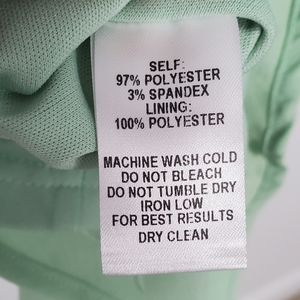 SELF:
97% POLYESTER
3% SPANDEX
LINING:
100% POLYESTER
MACHINE WASH COLD
DO NOT BLEACH
DO NOT TUMBLE DRY
IRON LOW
FOR BEST RESULTS
DRY CLEAN